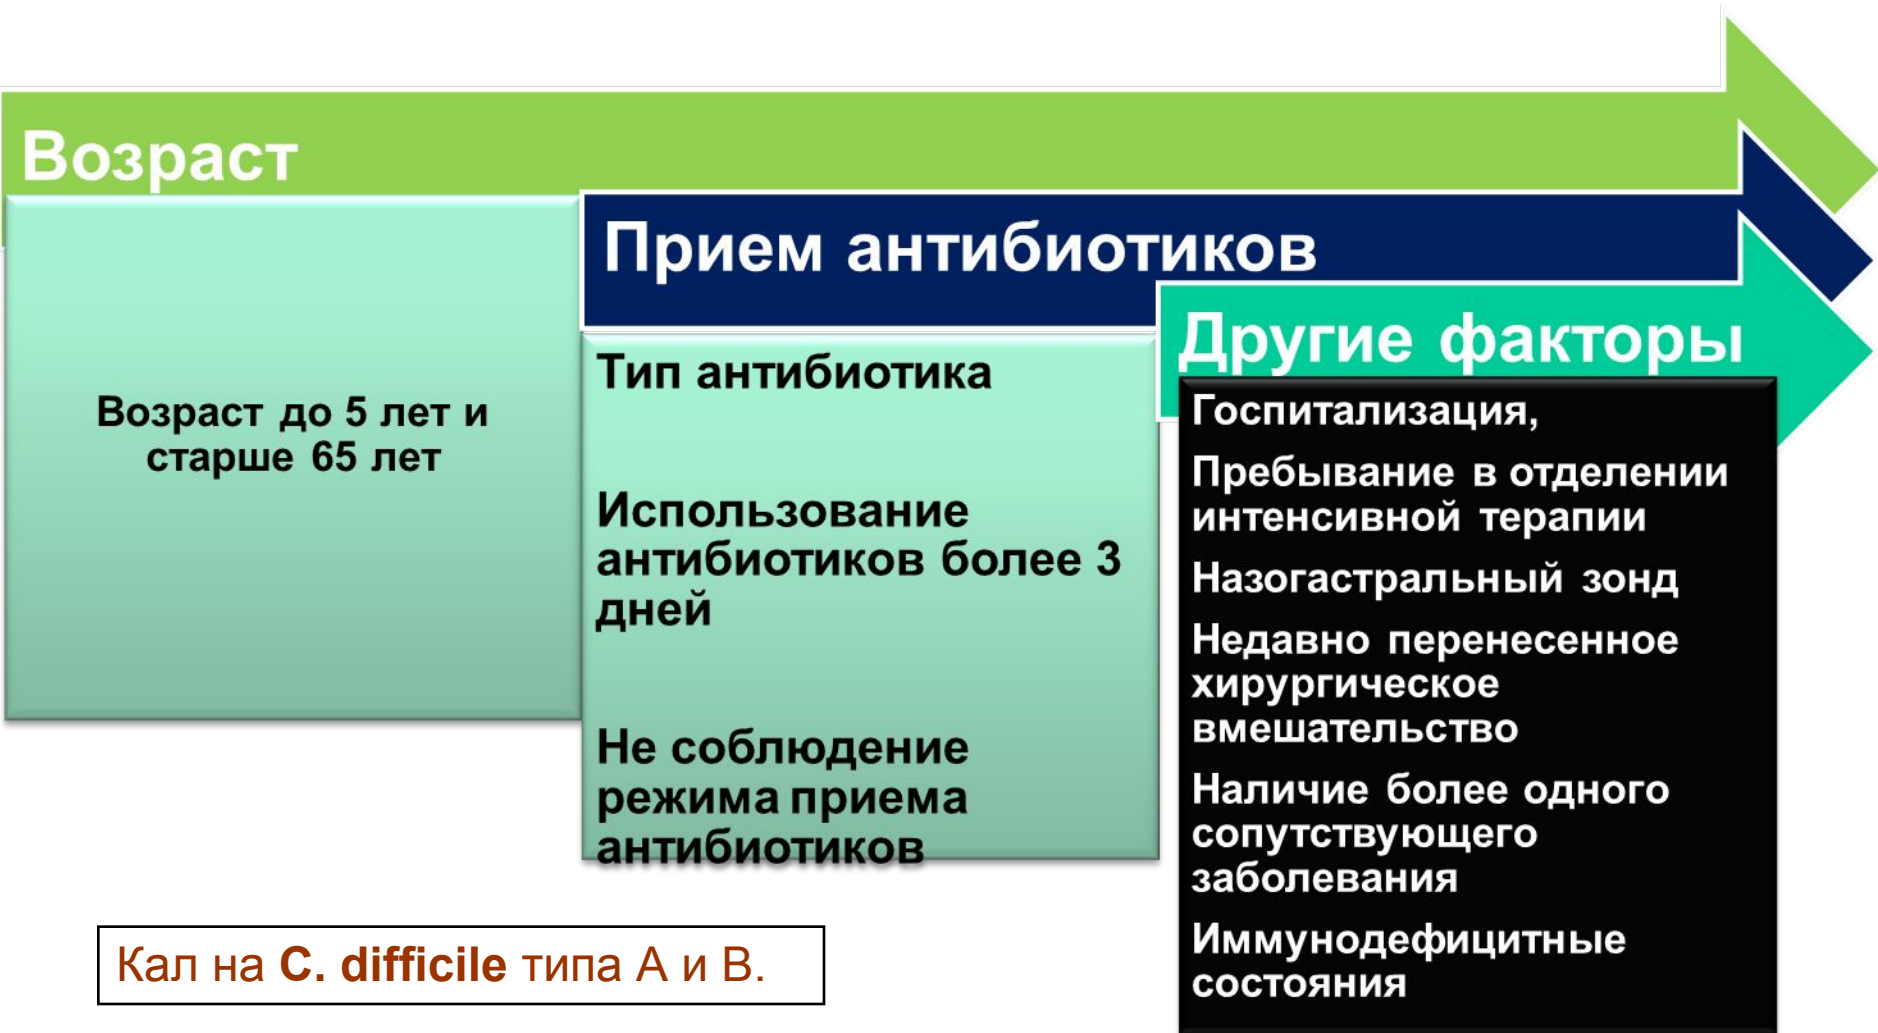 Возраст
Возраст до 5 лет и
старше 65 лет
Прием антибиотиков
Тип антибиотика
Использование
антибиотиков более 3
дней
Не соблюдение
режима приема
антибиотиков
Другие факторы
Госпитализация,
Пребывание в отделении
интенсивной терапии
Назогастральный зонд
Недавно перенесенное
хирургическое
вмешательство
Наличие более одного
сопутствующего
заболевания
Иммунодефицитные
состояния
Кал на C. difficile типа А и В.